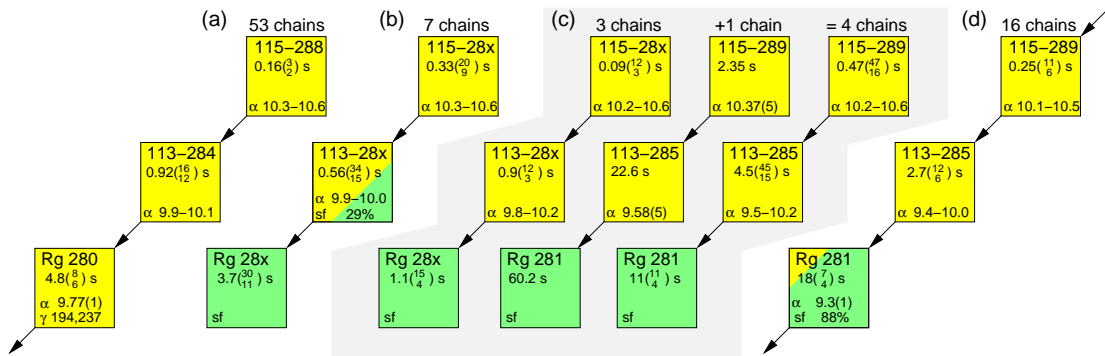 (a) 53 chains (b) 7 chains (c) 3 chains +1 chain = 4 chains (d) 16 chains
115−288
0.16(3 2) s
α 10.3−10.6
115−28x
0.33(20 9) s
α 10.3−10.6
115−28x
0.09(12 3) s
α 10.2−10.6
115−289
2.35 s
α 10.37(5)
115−289
0.47(47 16) s
α 10.2−10.6
115−289
0.25(11 6) s
α 10.1−10.5
113−284
0.92(16 12) s
α 9.9−10.1
113−28x
0.56(34 15) s
α 9.9−10.0
sf 29%
113−28x
0.9(12 3) s
α 9.8−10.2
113−285
22.6 s
α 9.58(5)
113−285
4.5(45 15) s
α 9.5−10.2
113−285
2.7(12 6) s
α 9.4−10.0
Rg 280
4.8(8 6) s
α 9.77(1)
γ 194,237
Rg 28x
3.7(30 11) s
sf
Rg 28x
1.1(15 4) s
sf
Rg 281
60.2 s
sf
Rg 281
11(11 4) s
sf
Rg 281
18(7 4) s
α 9.3(1)
sf 88%